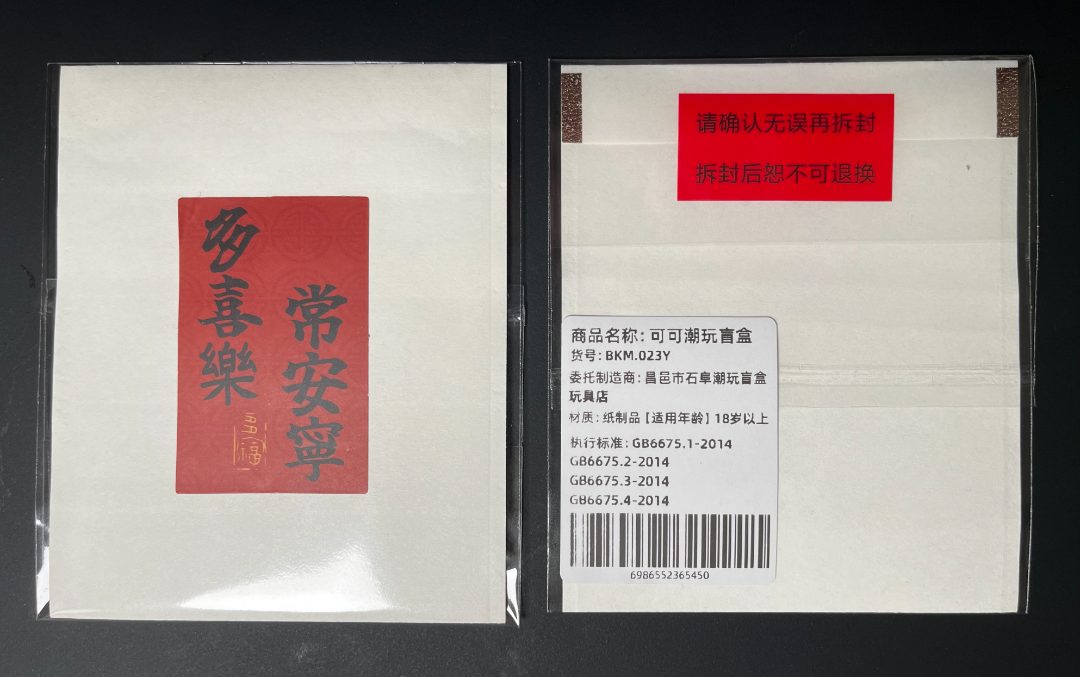 多喜樂
常安寧
多福
请确认无误再拆封
拆封后恕不可退换
商品名称：可可潮玩盲盒
货号：BKM.023Y
委托制造商：昌邑市石阜潮玩盲盒
玩具店
材质：纸制品【适用年龄】18岁以上
执行标准：GB6675.1-2014
GB6675.2-2014
GB6675.3-2014
GB6675.4-2014
6986552365450